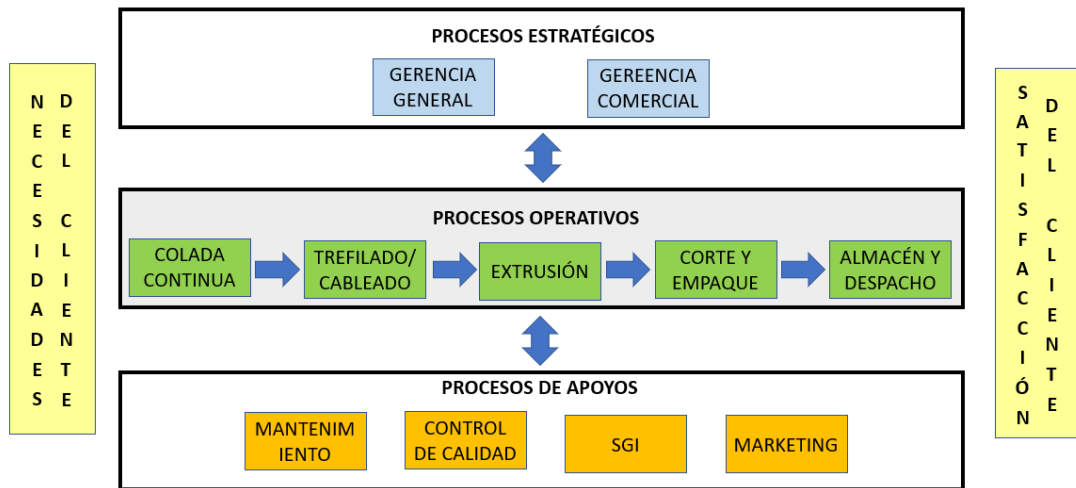 PROCESOS ESTRATÉGICOS
GERENCIA
GENERAL
GEREENCIA
COMERCIAL
NECESIDADES
DEL CLIENTE
PROCESOS OPERATIVOS
COLADA
CONTINUA
TREFILADO/
CABLEADO
EXTRUSIÓN
CORTE Y
EMPAQUE
ALMACÉN Y
DESPACHO
PROCESOS DE APOYOS
MANTENIM
IENTO
CONTROL
DE CALIDAD
SGI
MARKETING
SATISFACCIÓN
DEL CLIENTE